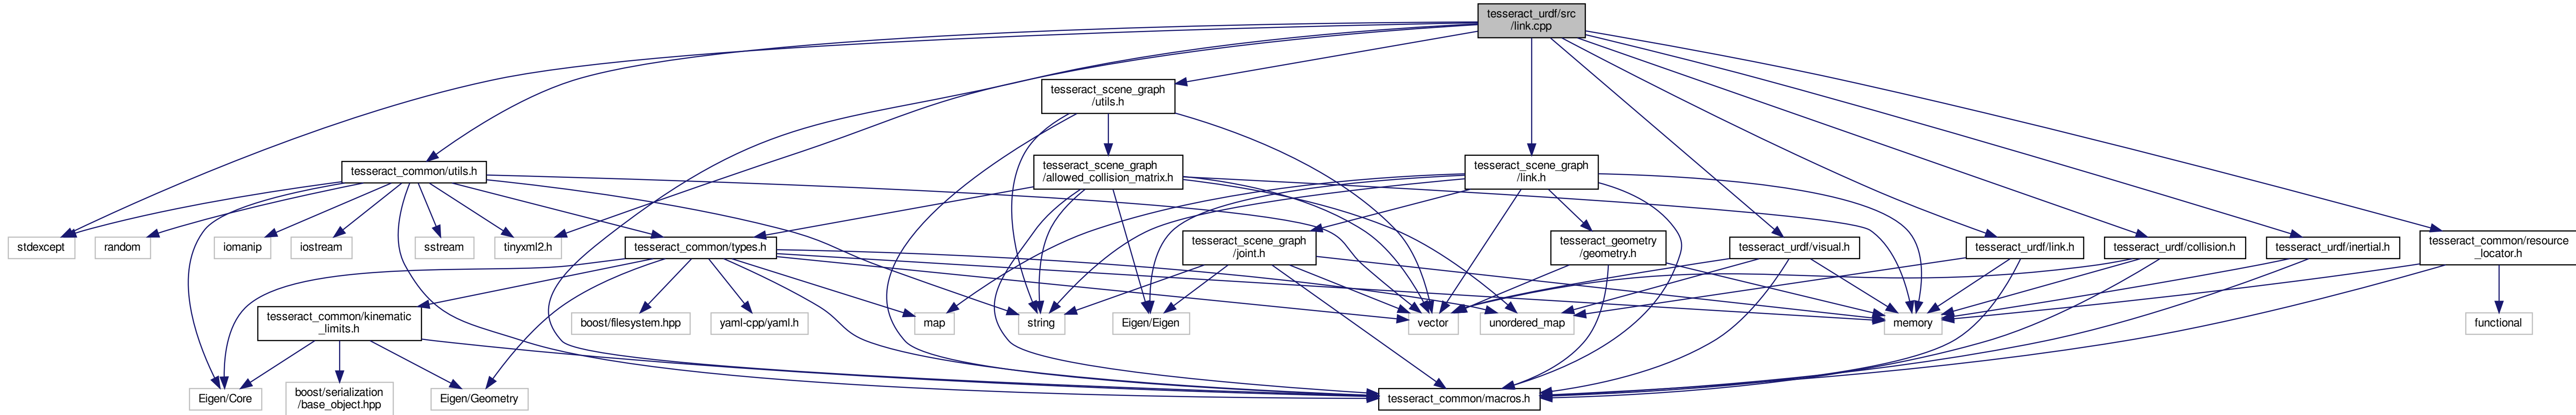 tesseract_urdf/src
/link.cpp
tesseract_scene_graph
/utils.h
tesseract_common/utils.h
tesseract_scene_graph
/allowed_collision_matrix.h
tesseract_scene_graph
/link.h
stdexcept
random
iomanip
iostream
sstream
tinyxml2.h
tesseract_common/types.h
tesseract_scene_graph
/joint.h
tesseract_geometry
/geometry.h
tesseract_urdf/visual.h
tesseract_urdf/link.h
tesseract_urdf/collision.h
tesseract_urdf/inertial.h
tesseract_common/resource
_locator.h
tesseract_common/kinematic
_limits.h
boost/filesystem.hpp
yaml-cpp/yaml.h
map
string
Eigen/Eigen
vector
unordered_map
memory
functional
Eigen/Core
boost/serialization
/base_object.hpp
Eigen/Geometry
tesseract_common/macros.h